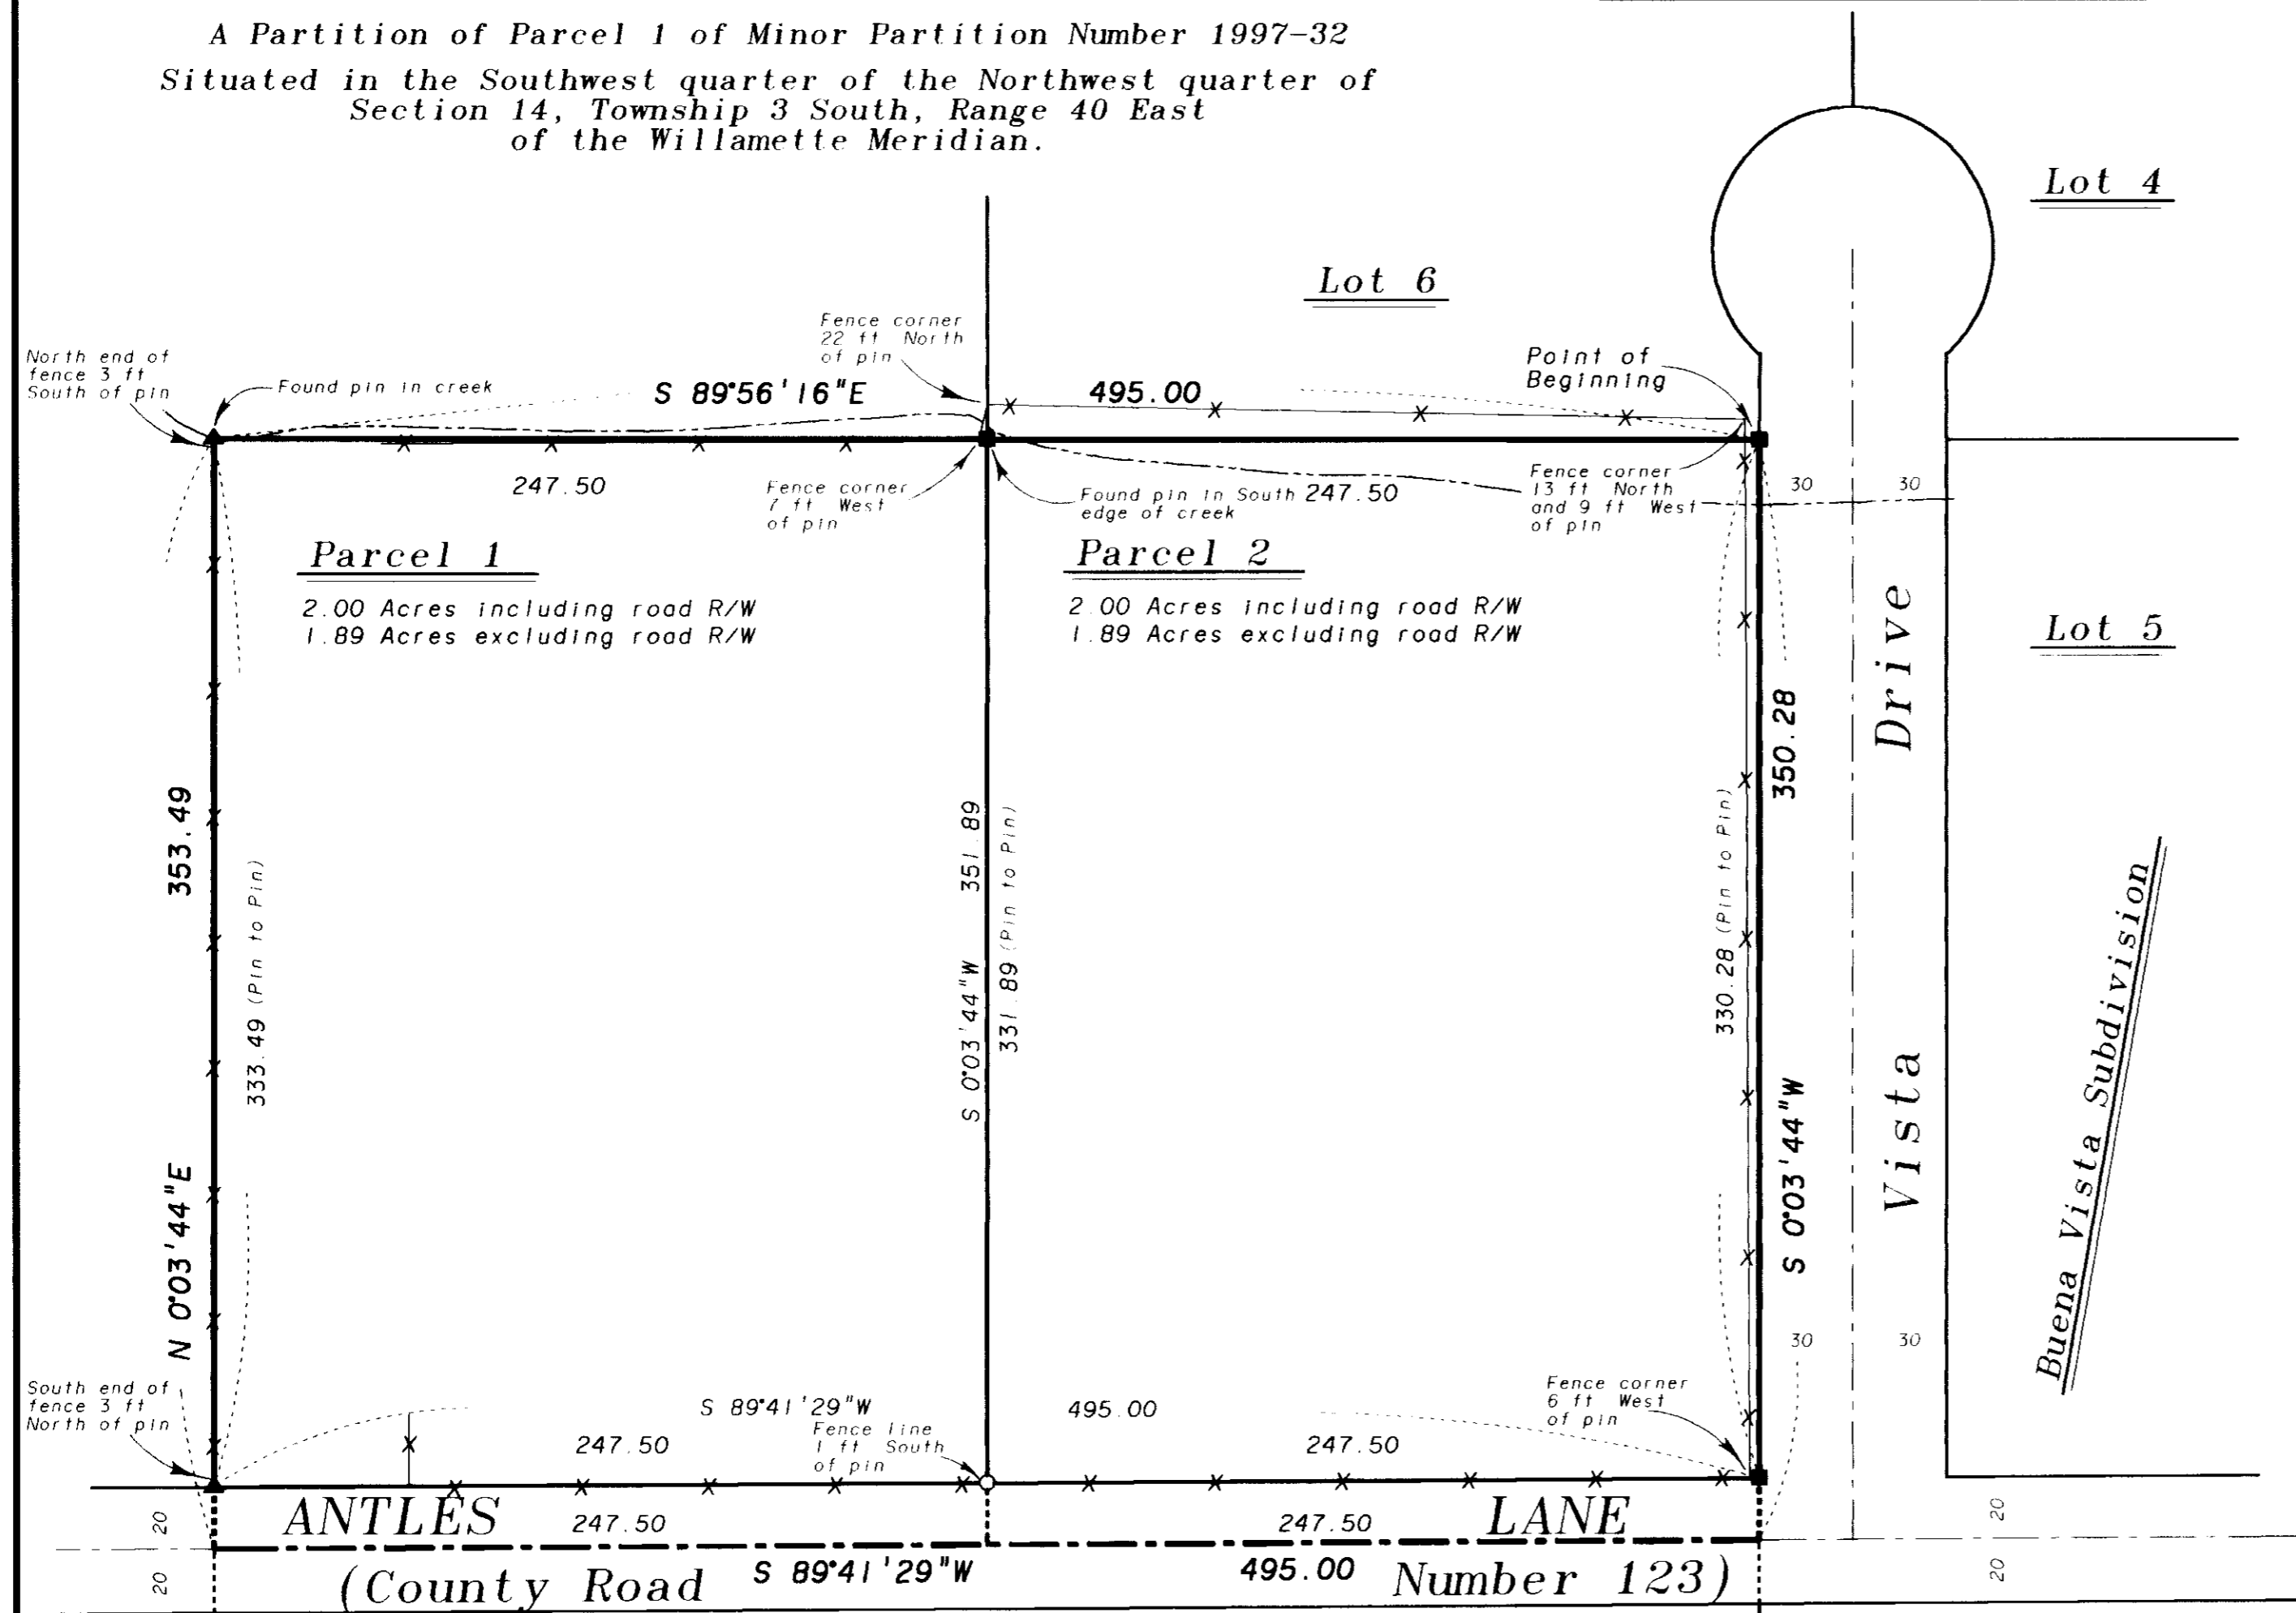 A Partition of Parcel 1 of Minor Partition Number 1997-32
Situated in the Southwest quarter of the Northwest quarter of
Section 14, Township 3 South, Range 40 East
of the Willamette Meridian.
Lot 4
Lot 6
Fence corner
22 ft North
of pin
North end of
fence 3 ft
South of pin
Found pin in creek
S 89°56'16"E
495.00
Point of
Beginning
247.50
Fence corner
7 ft West
of pin
Found pin in South
edge of creek
247.50
Fence corner
13 ft North
and 9 ft West
of pin
30
30
Parcel 1
2.00 Acres including road R/W
1.89 Acres excluding road R/W
Parcel 2
2.00 Acres including road R/W
1.89 Acres excluding road R/W
Lot 5
N 0°03'44"E
353.49
333.49 (Pin to Pin)
S 0°03'44"W
351.89
331.89 (Pin to Pin)
330.28 (Pin to Pin)
S 0°03'44"W
350.28
Vista Drive
Buena Vista Subdivision
30
30
South end of
fence 3 ft
North of pin
S 89°41'29"W
495.00
247.50
Fence line
1 ft South
of pin
247.50
Fence corner
6 ft West
of pin
20
ANTLES
247.50
247.50
LANE
20
20
(County Road
S 89°41'29"W
495.00
Number 123)
20